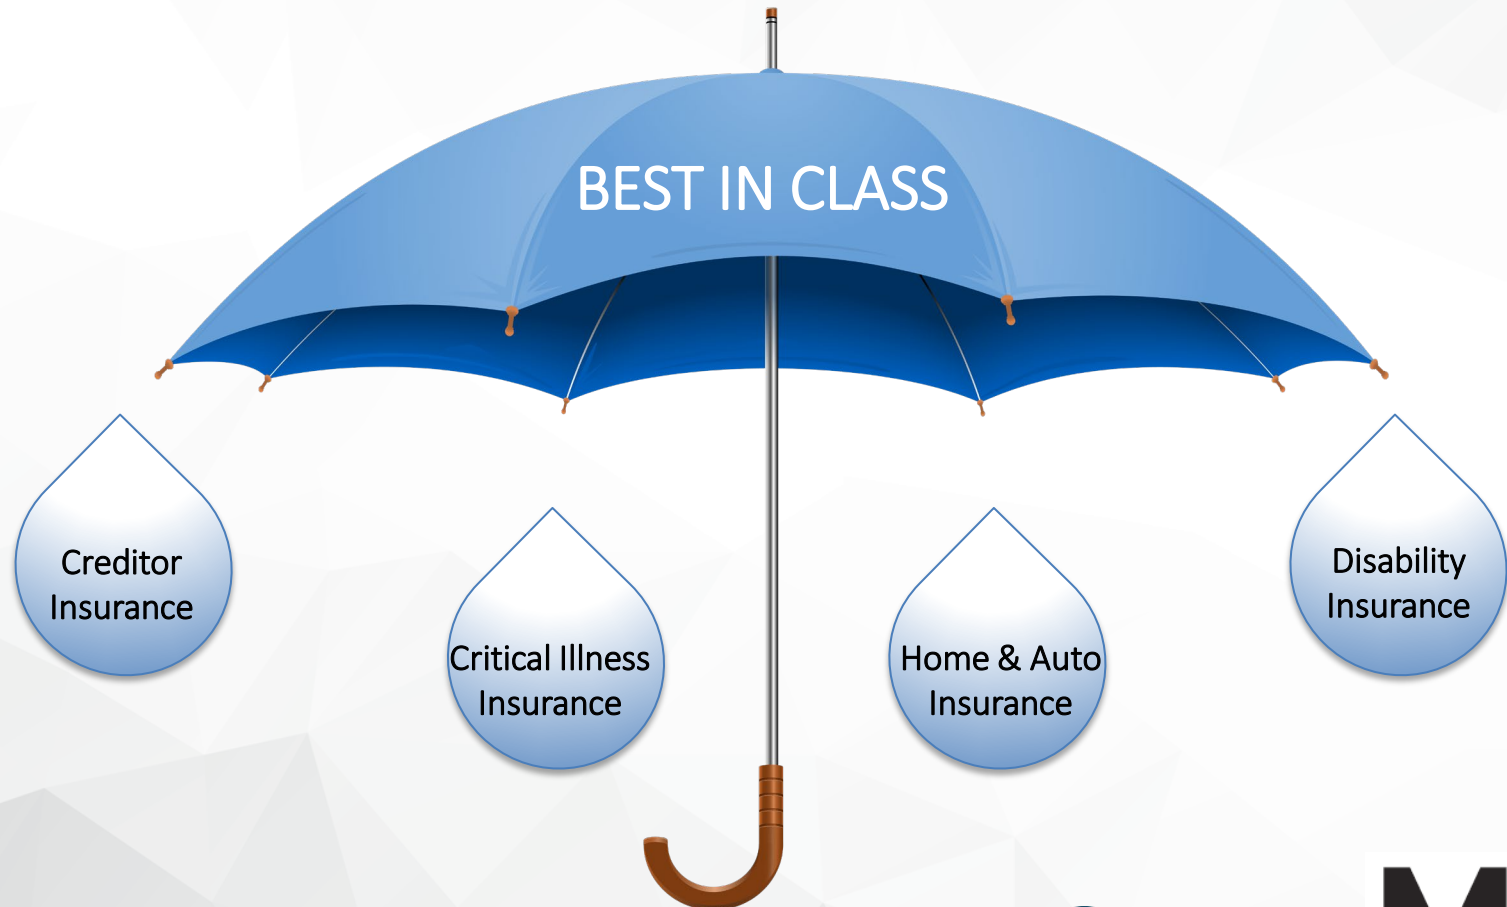 BEST IN CLASS
Creditor
Insurance
Critical Illness
Insurance
Home & Auto
Insurance
Disability
Insurance
M